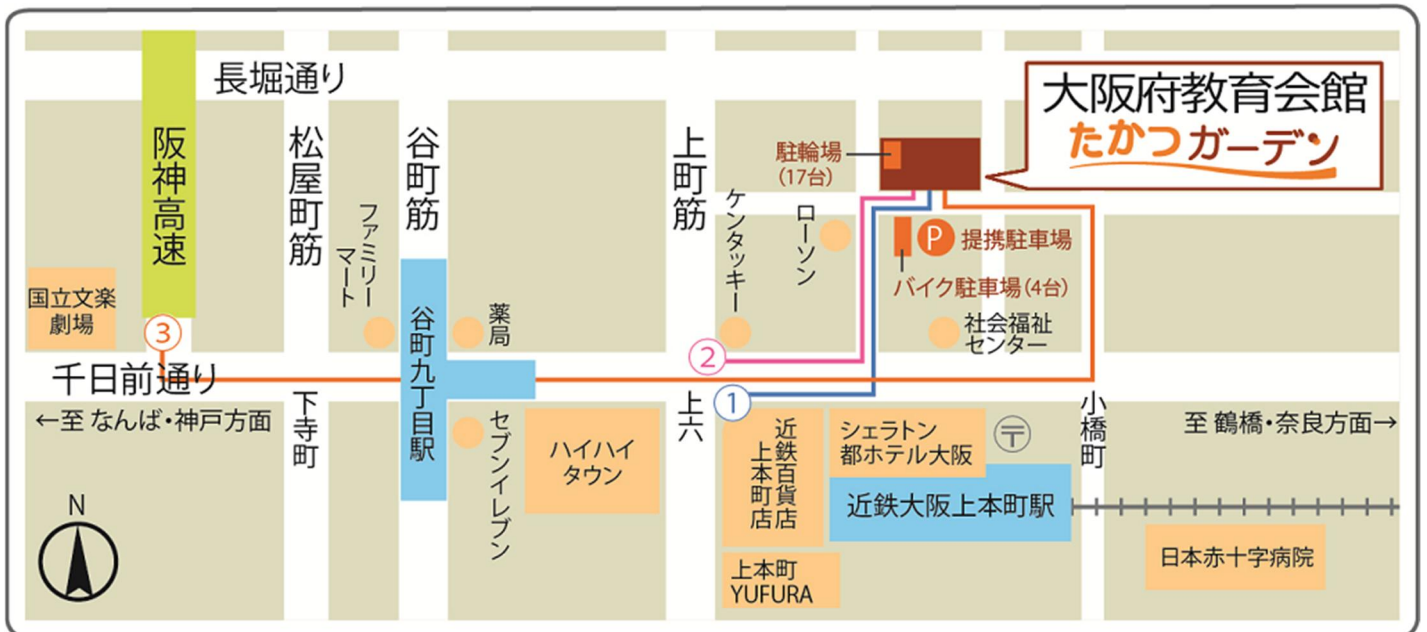 長堀通り
阪神高速
松屋町筋
谷町筋
上町筋
大阪府教育会館
たかつガーデン
駐輪場
(17台)
ファミリー
マート
ケンタッキー
ローソン
P 提携駐車場
バイク駐車場(4台)
国立文楽
劇場
谷町九丁目駅
薬局
社会福祉
センター
③
②
①
千日前通り
←至 なんば・神戸方面
下寺町
セブンイレブン
ハイハイ
タウン
上六
近鉄百貨店
上本町店
シェラトン
都ホテル大阪
〒
小橋町
至 鶴橋・奈良方面→
近鉄大阪上本町駅
上本町
YUFURA
日本赤十字病院
N